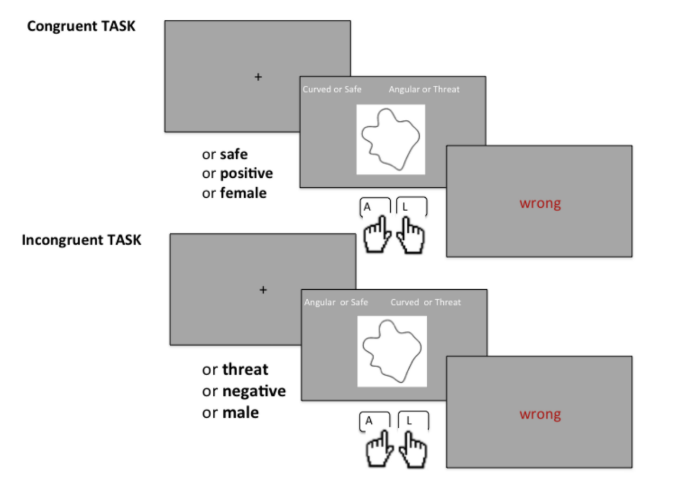 Congruent TASK
+
Curved or Safe Angular or Threat
or safe
or positive
or female
A L
wrong
Incongruent TASK
+
Angular or Safe Curved or Threat
or threat
or negative
or male
A L
wrong